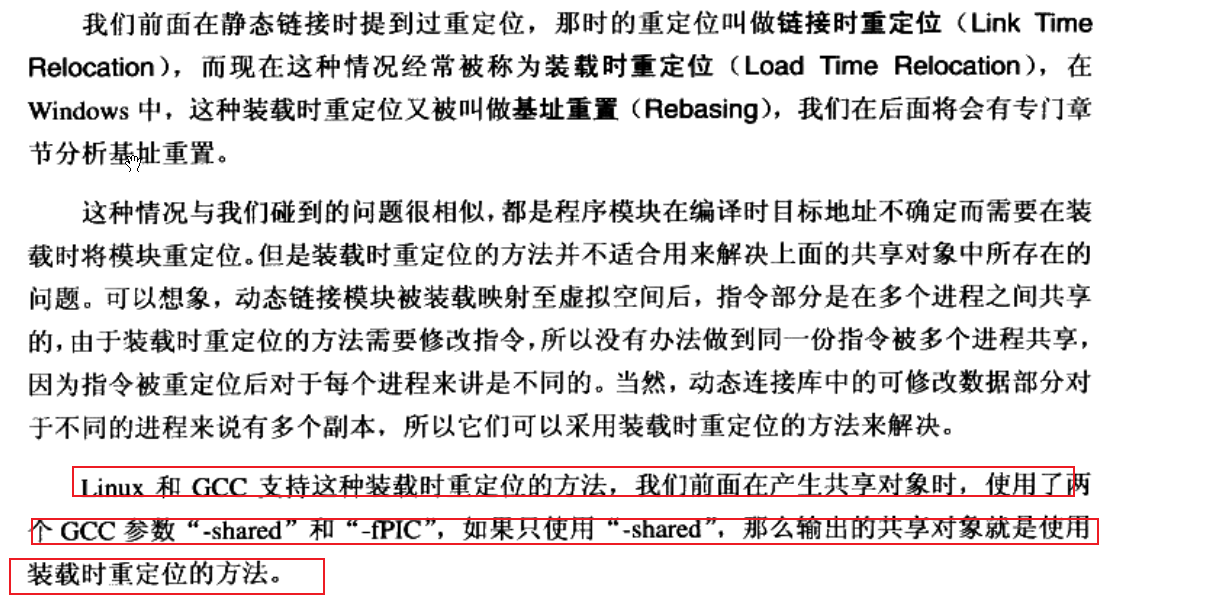 我们前面在静态链接时提到过重定位，那时的重定位叫做链接时重定位（Link Time
Relocation），而现在这种情况经常被称为装载时重定位（Load Time Relocation），在
Windows 中，这种装载时重定位又被叫做基址重置（Rebasing），我们在后面将会有专门章
节分析基址重置。
这种情况与我们碰到的问题很相似，都是程序模块在编译时目标地址不确定而需要在装
载时将模块重定位。但是装载时重定位的方法并不适合用来解决上面的共享对象中所存在的
问题。可以想象，动态链接模块被装载映射至虚拟空间后，指令部分是在多个进程之间共享
的，由于装载时重定位的方法需要修改指令，所以没有办法做到同一份指令被多个进程共享，
因为指令被重定位后对于每个进程来讲是不同的。当然，动态连接库中的可修改数据部分对
于不同的进程来说有多个副本，所以它们可以采用装载时重定位的方法来解决。
Linux 和 GCC 支持这种装载时重定位的方法，我们前面在产生共享对象时，使用了两
个 GCC 参数“-shared”和“-fPIC”，如果只使用“-shared”，那么输出的共享对象就是使用
装载时重定位的方法。